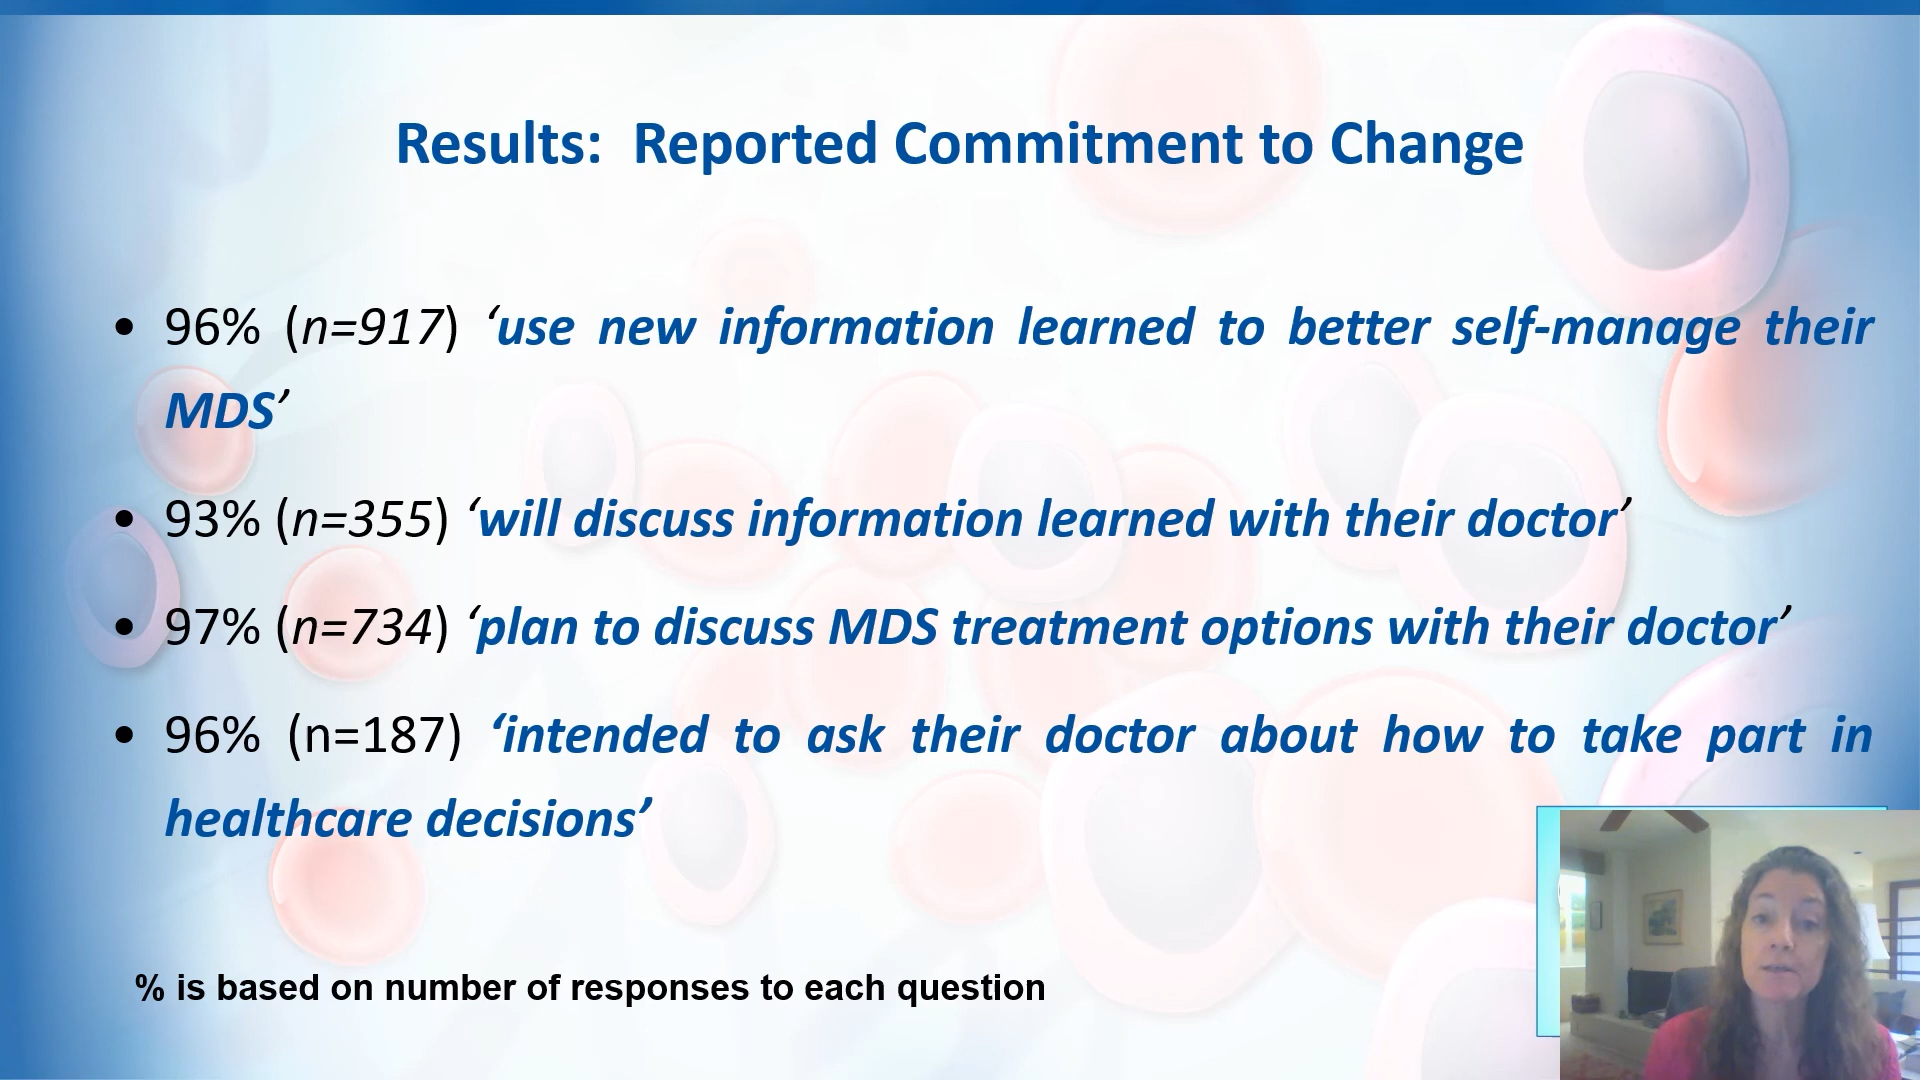 Results: Reported Commitment to Change
• 96% (n=917) ‘use new information learned to better self-manage their
MDS’
• 93% (n=355) ‘will discuss information learned with their doctor’
• 97% (n=734) ‘plan to discuss MDS treatment options with their doctor’
• 96% (n=187) ‘intended to ask their doctor about how to take part in
healthcare decisions’
% is based on number of responses to each question